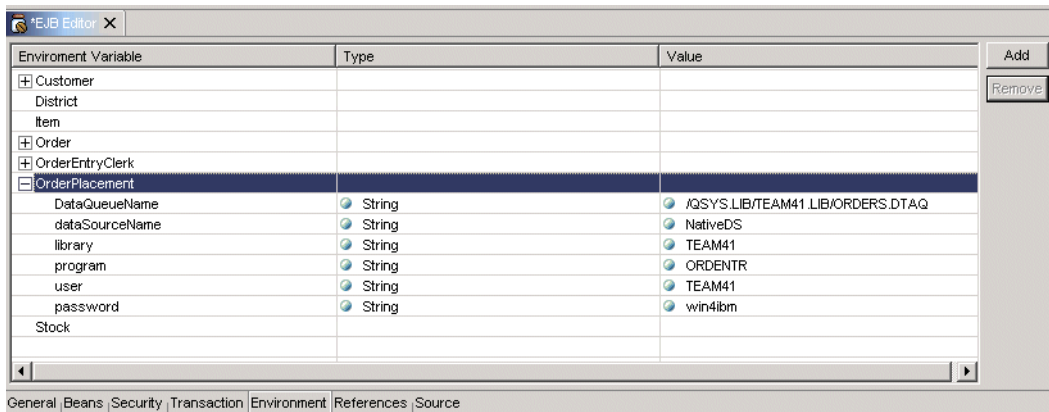 *EJB Editor
Enviroment Variable Type Value Add
Customer Remove
District
Item
Order
OrderEntryClerk
OrderPlacement
DataQueueName String /QSYS.LIB/TEAM41.LIB/ORDERS.DTAQ
dataSourceName String NativeDS
library String TEAM41
program String ORDENTR
user String TEAM41
password String win4ibm
Stock
General Beans Security Transaction Environment References Source